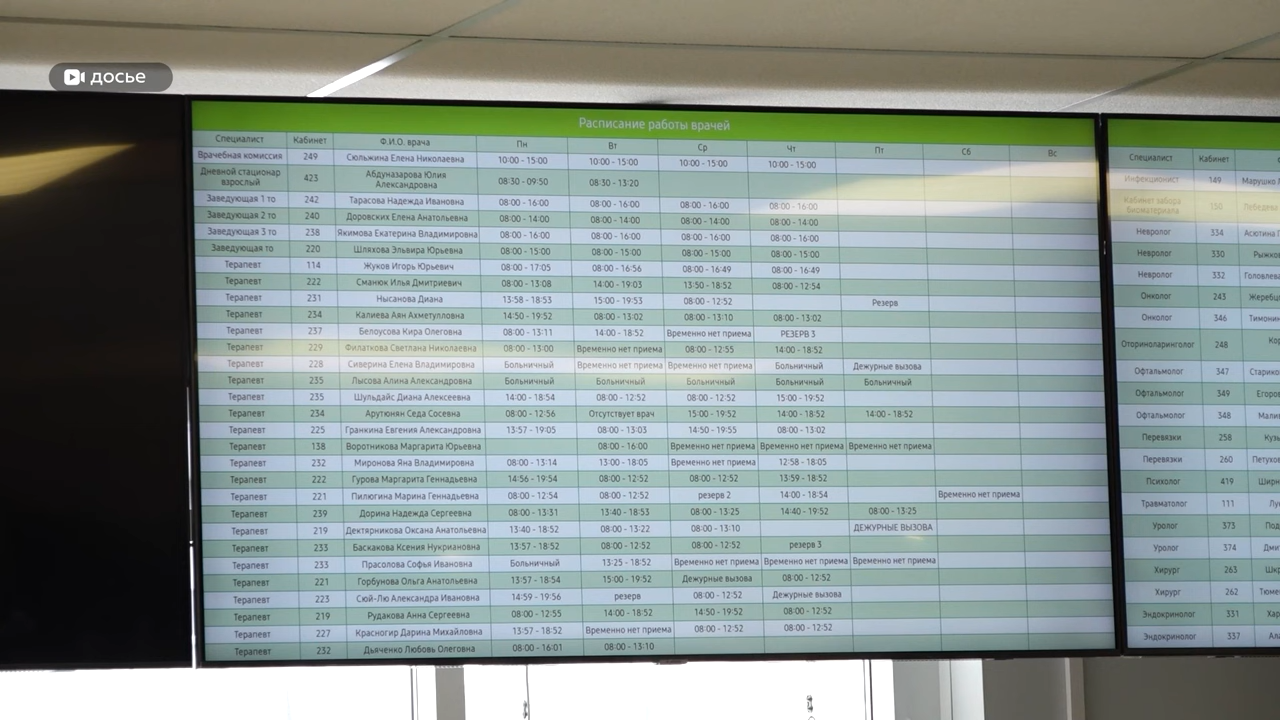 досье
Расписание работы врачей
Специалист Кабинет Ф.И.О. врача Пн Вт Ср Чт Пт Сб Вс
Врачебная комиссия 249 Сюльжина Елена Николаевна 10:00 - 15:00 10:00 - 15:00 10:00 - 15:00 10:00 - 15:00
Дневной стационар взрослый 423 Абдуназарова Юлия Александровна 08:30 - 09:50 08:30 - 13:20
Заведующая 1 то 242 Тарасова Надежда Ивановна 08:00 - 16:00 08:00 - 16:00 08:00 - 16:00 08:00 - 16:00
Заведующая 2 то 240 Доровских Елена Анатольевна 08:00 - 14:00 08:00 - 14:00 08:00 - 14:00 08:00 - 14:00
Заведующая 3 то 238 Якимова Екатерина Владимировна 08:00 - 16:00 08:00 - 16:00 08:00 - 16:00 08:00 - 16:00
Заведующая то 220 Шляхова Эльвира Юрьевна 08:00 - 15:00 08:00 - 15:00 08:00 - 15:00 08:00 - 15:00
Терапевт 114 Жуков Игорь Юрьевич 08:00 - 17:05 08:00 - 16:56 08:00 - 16:49 08:00 - 16:49
Терапевт 222 Сманюк Илья Дмитриевич 08:00 - 13:08 14:00 - 19:03 13:50 - 18:52 08:00 - 12:54
Терапевт 231 Нысанова Диана 13:58 - 18:53 15:00 - 19:53 08:00 - 12:52 Резерв
Терапевт 234 Калиева Аян Ахметулловна 14:50 - 19:52 08:00 - 13:02 08:00 - 13:10 08:00 - 13:02
Терапевт 237 Белоусова Кира Олеговна 08:00 - 13:11 14:00 - 18:52 Временно нет приема РЕЗЕРВ 3
Терапевт 229 Филаткова Светлана Николаевна 08:00 - 13:00 Временно нет приема 08:00 - 12:55 14:00 - 18:52
Терапевт 228 Сиверина Елена Владимировна Больничный Временно нет приема Временно нет приема Больничный Дежурные вызова
Терапевт 235 Лысова Алина Александровна Больничный Больничный Больничный Больничный Больничный
Терапевт 235 Шульдайс Диана Алексеевна 14:00 - 18:54 08:00 - 12:52 08:00 - 12:52 15:00 - 19:52
Терапевт 234 Арутюнян Седа Сосевна 08:00 - 12:56 Отсутствует врач 15:00 - 19:52 14:00 - 18:52 14:00 - 18:52
Терапевт 225 Гранкина Евгения Александровна 13:57 - 19:05 08:00 - 13:03 14:50 - 19:55 08:00 - 13:02
Терапевт 138 Воротникова Маргарита Юрьевна 08:00 - 16:00 Временно нет приема Временно нет приема Временно нет приема
Терапевт 232 Миронова Яна Владимировна 08:00 - 13:14 13:00 - 18:05 Временно нет приема 12:58 - 18:05
Терапевт 222 Гурова Маргарита Геннадьевна 14:56 - 19:54 08:00 - 12:52 08:00 - 12:52 13:59 - 18:52
Терапевт 221 Пилюгина Марина Геннадьевна 08:00 - 12:54 08:00 - 12:52 резерв 2 14:00 - 18:54 Временно нет приема
Терапевт 239 Дорина Надежда Сергеевна 08:00 - 13:31 13:40 - 18:53 08:00 - 13:25 14:40 - 19:52 08:00 - 13:25
Терапевт 219 Дектярникова Оксана Анатольевна 13:40 - 18:52 08:00 - 13:22 08:00 - 13:10 ДЕЖУРНЫЕ ВЫЗОВА
Терапевт 233 Баскакова Ксения Нукриановна 13:57 - 18:52 08:00 - 12:52 08:00 - 12:52 резерв 3
Терапевт 233 Прасолова Софья Ивановна Больничный 13:25 - 18:52 Временно нет приема Временно нет приема Временно нет приема
Терапевт 221 Горбунова Ольга Анатольевна 13:57 - 18:54 15:00 - 19:52 Дежурные вызова 08:00 - 12:52
Терапевт 223 Сюй-Лю Александра Ивановна 14:59 - 19:56 резерв 08:00 - 12:52 Дежурные вызова
Терапевт 219 Рудакова Анна Сергеевна 08:00 - 12:55 14:00 - 18:52 14:50 - 19:52 08:00 - 12:52
Терапевт 227 Красногир Дарина Михайловна 13:57 - 18:52 Временно нет приема 08:00 - 12:52 08:00 - 12:52
Терапевт 232 Дьяченко Любовь Олеговна 08:00 - 16:01 08:00 - 13:10
Специалист Кабинет
Инфекционист 149 Марушко
Кабинет забора биоматериала 150 Лебедева
Невролог 334 Асютина
Невролог 330 Рыжко
Невролог 332 Головлева
Онколог 243 Жеребц
Онколог 346 Тимонин
Оториноларинголог 248 Кор
Офтальмолог 347 Старико
Офтальмолог 349 Егоро
Офтальмолог 348 Мали
Перевязки 258 Кузь
Перевязки 260 Петухо
Психолог 419 Ширн
Травматолог 111 Лу
Уролог 373 Под
Уролог 374 Дми
Хирург 263 Шкр
Хирург 262 Тюме
Эндокринолог 331 Хар
Эндокринолог 337